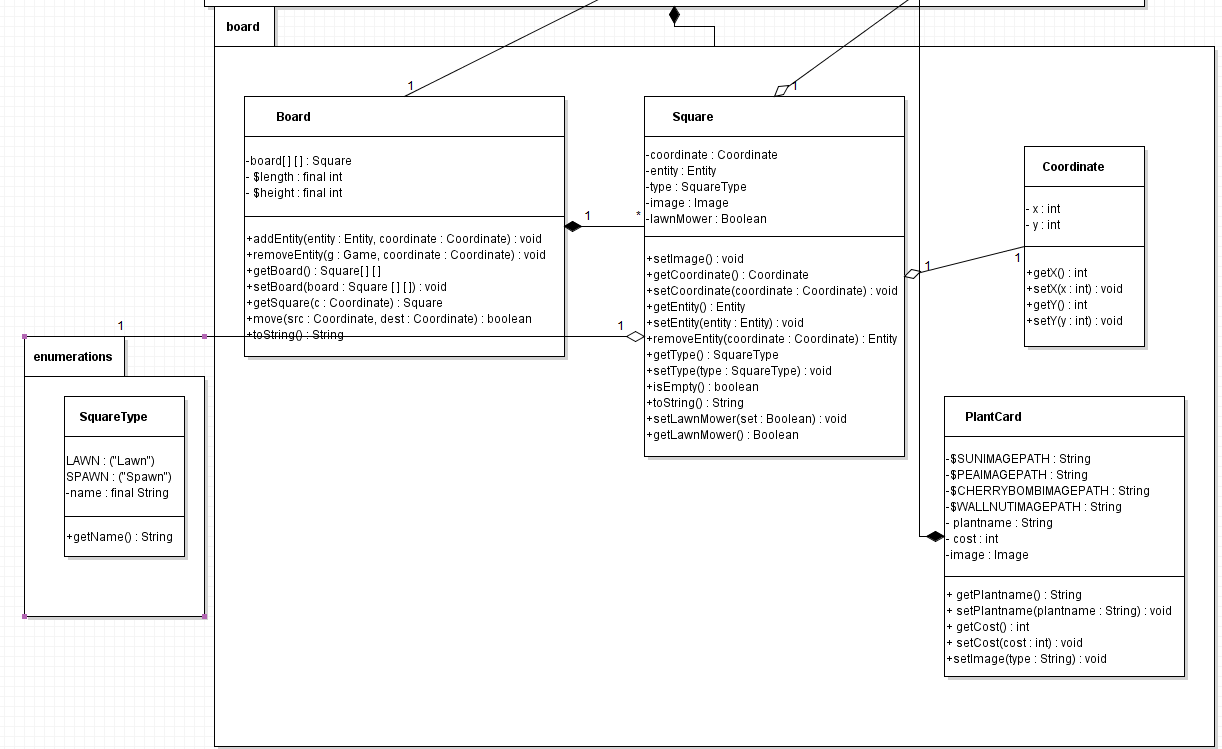 board
1
1
Board
-board[ ] [ ] : Square
- $length : final int
- $height : final int
+addEntity(entity : Entity, coordinate : Coordinate) : void
+removeEntity(g : Game, coordinate : Coordinate) : void
+getBoard() : Square[ ] [ ]
+setBoard(board : Square [ ] [ ]) : void
+getSquare(c : Coordinate) : Square
+move(src : Coordinate, dest : Coordinate) : boolean
+toString() : String
1
*
Square
-coordinate : Coordinate
-entity : Entity
-type : SquareType
-image : Image
-lawnMower : Boolean
+setImage() : void
+getCoordinate() : Coordinate
+setCoordinate(coordinate : Coordinate) : void
+getEntity() : Entity
+setEntity(entity : Entity) : void
+removeEntity(coordinate : Coordinate) : Entity
+getType() : SquareType
+setType(type : SquareType) : void
+isEmpty() : boolean
+toString() : String
+setLawnMower(set : Boolean) : void
+getLawnMower() : Boolean
1
1
Coordinate
- x : int
- y : int
+getX() : int
+setX(x : int) : void
+getY() : int
+setY(y : int) : void
1
1
enumerations
SquareType
LAWN : ("Lawn")
SPAWN : ("Spawn")
-name : final String
+getName() : String
PlantCard
-$SUNIMAGEPATH : String
-$PEAIMAGEPATH : String
-$CHERRYBOMBIMAGEPATH : String
-$WALLNUTIMAGEPATH : String
- plantname : String
- cost : int
-image : Image
+ getPlantname() : String
+ setPlantname(plantname : String) : void
+ getCost() : int
+ setCost(cost : int) : void
+setImage(type : String) : void